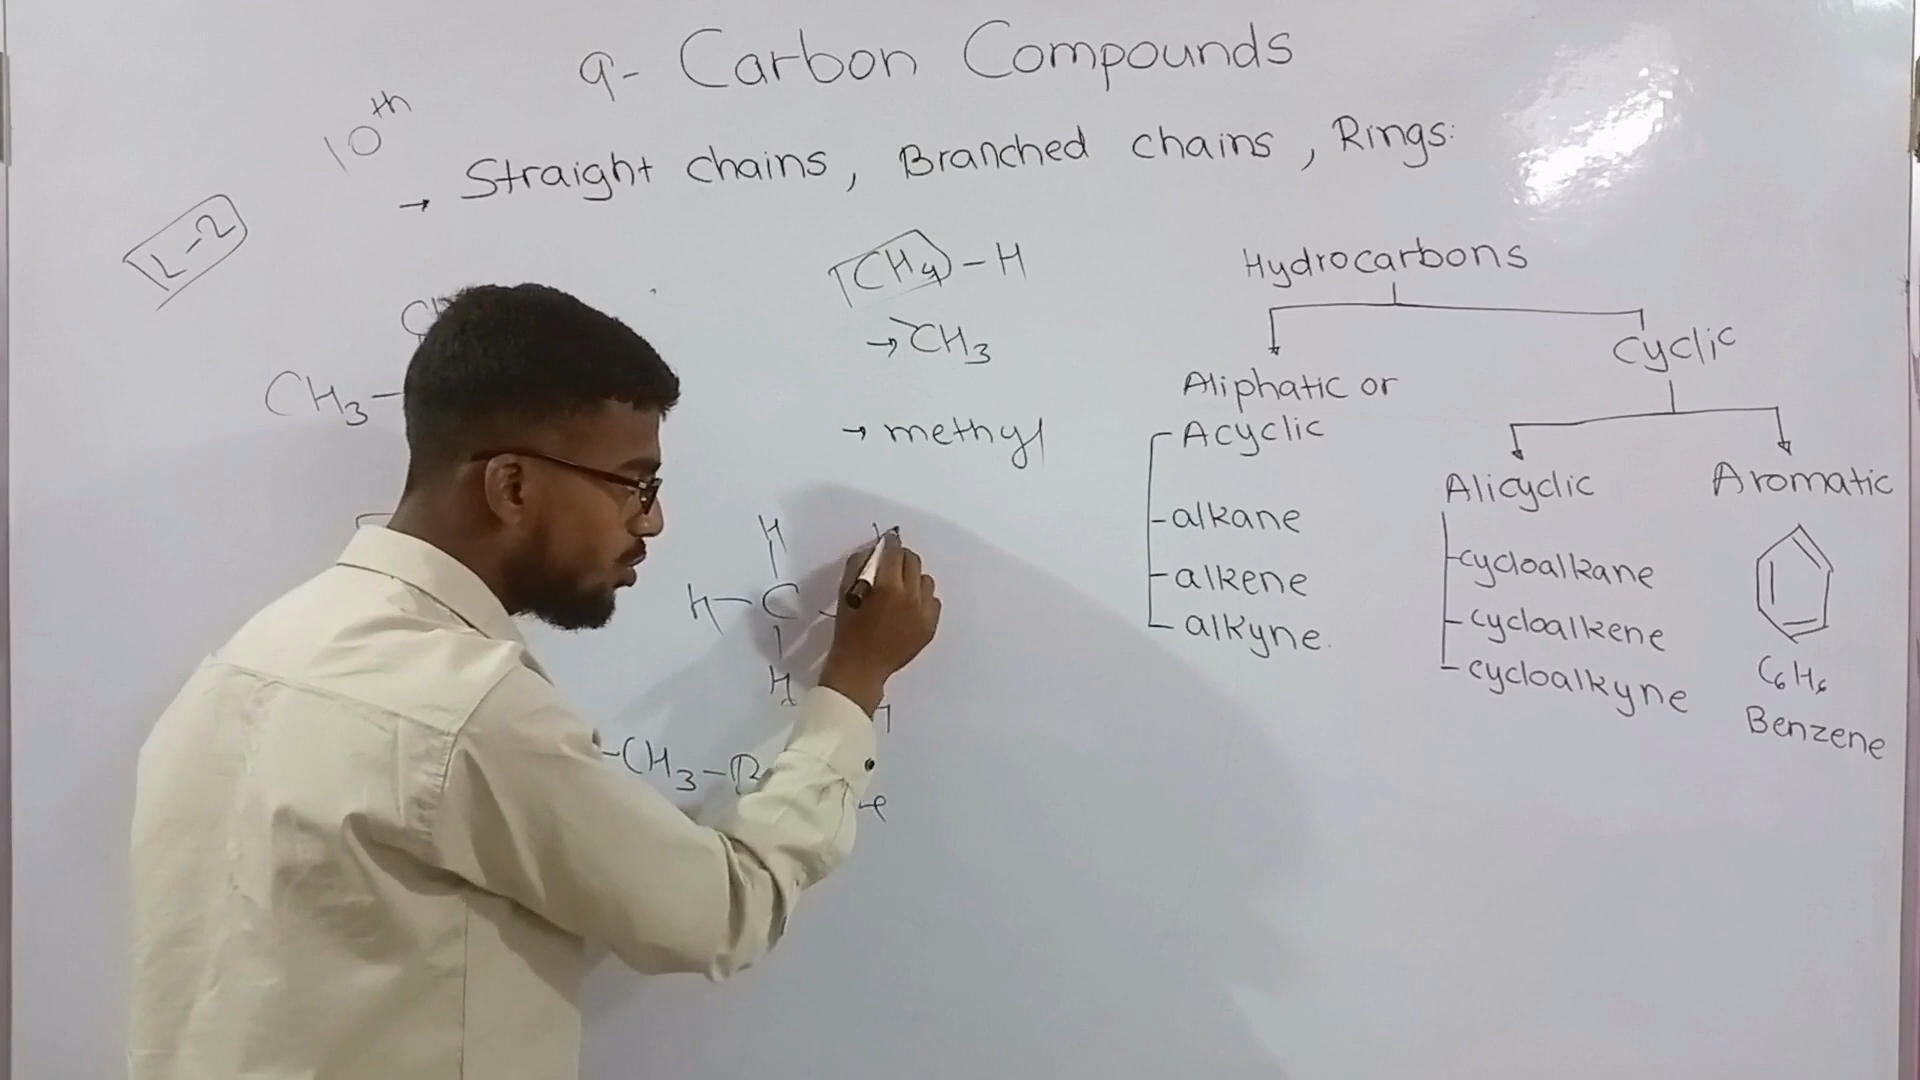 9- Carbon Compounds
10th
→ Straight chains, Branched chains, Rings:
L-2
CH4 - H
→ CH3
→ methyl
CH3-
H
H-C-
H
-CH3-
Hydrocarbons
Aliphatic or
Acyclic
alkane
alkene
alkyne.
Cyclic
Alicyclic
cycloalkane
cycloalkene
cycloalkyne
Aromatic
C6H6
Benzene